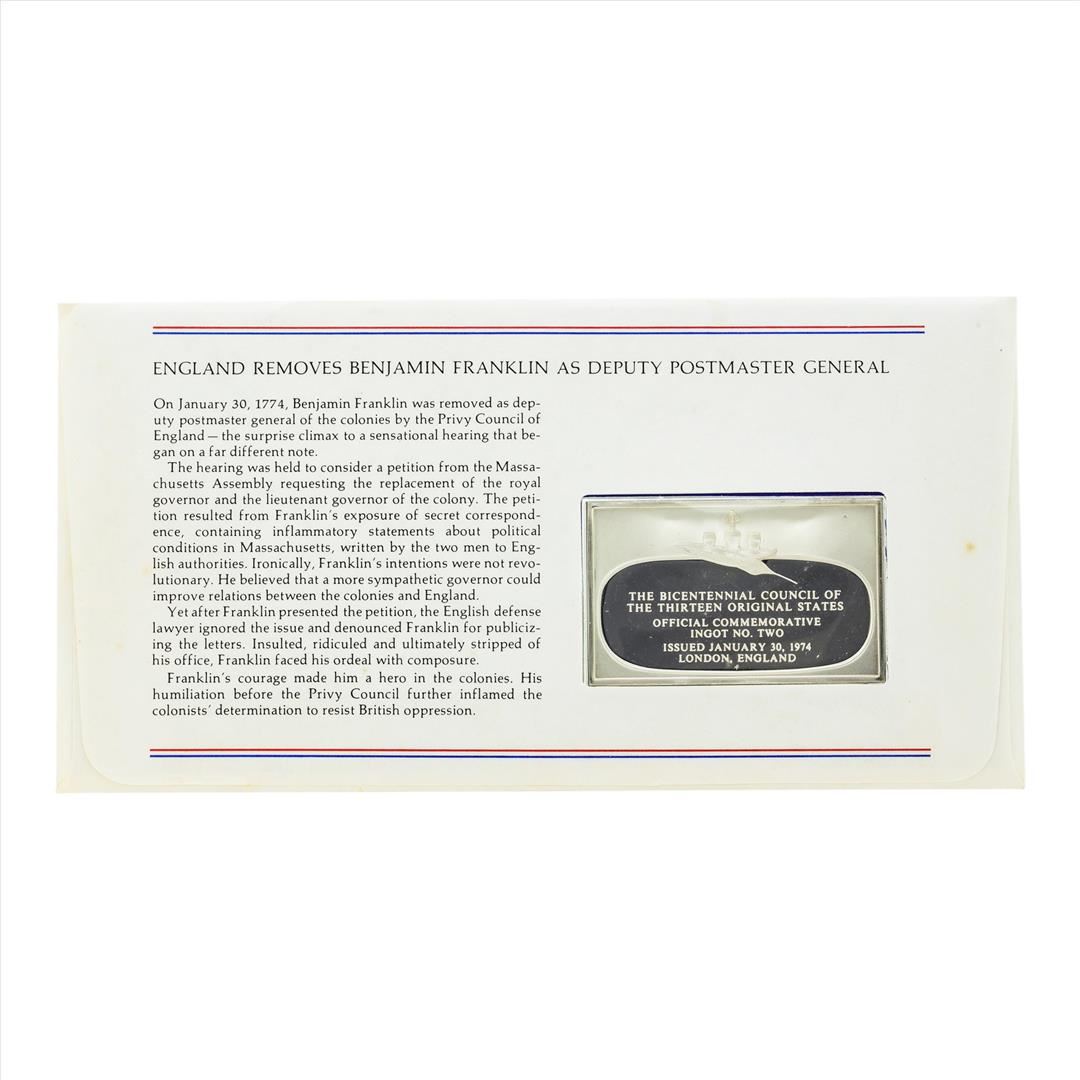 ENGLAND REMOVES BENJAMIN FRANKLIN AS DEPUTY POSTMASTER GENERAL
On January 30, 1774, Benjamin Franklin was removed as dep-
uty postmaster general of the colonies by the Privy Council of
England — the surprise climax to a sensational hearing that be-
gan on a far different note.
The hearing was held to consider a petition from the Massa-
chusetts Assembly requesting the replacement of the royal
governor and the lieutenant governor of the colony. The peti-
tion resulted from Franklin's exposure of secret correspond-
ence, containing inflammatory statements about political
conditions in Massachusetts, written by the two men to Eng-
lish authorities. Ironically, Franklin's intentions were not revo-
lutionary. He believed that a more sympathetic governor could
improve relations between the colonies and England.
Yet after Franklin presented the petition, the English defense
lawyer ignored the issue and denounced Franklin for publiciz-
ing the letters. Insulted, ridiculed and ultimately stripped of
his office, Franklin faced his ordeal with composure.
Franklin's courage made him a hero in the colonies. His
humiliation before the Privy Council further inflamed the
colonists' determination to resist British oppression.
THE BICENTENNIAL COUNCIL OF
THE THIRTEEN ORIGINAL STATES
OFFICIAL COMMEMORATIVE
INGOT NO. TWO
ISSUED JANUARY 30, 1974
LONDON, ENGLAND